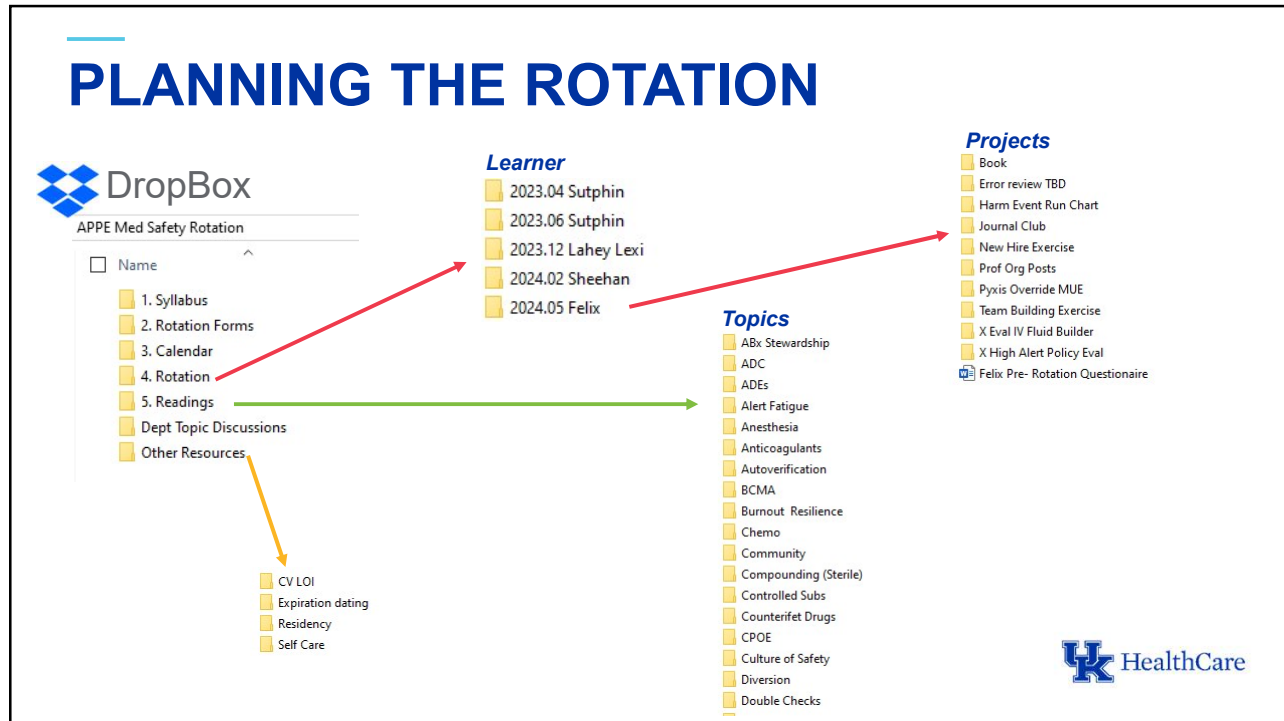 PLANNING THE ROTATION
DropBox
APPE Med Safety Rotation
Name
1. Syllabus
2. Rotation Forms
3. Calendar
4. Rotation
5. Readings
Dept Topic Discussions
Other Resources
Learner
2023.04 Sutphin
2023.06 Sutphin
2023.12 Lahey Lexi
2024.02 Sheehan
2024.05 Felix
Projects
Book
Error review TBD
Harm Event Run Chart
Journal Club
New Hire Exercise
Prof Org Posts
Pyxis Override MUE
Team Building Exercise
X Eval IV Fluid Builder
X High Alert Policy Eval
Felix Pre- Rotation Questionaire
Topics
ABx Stewardship
ADC
ADEs
Alert Fatigue
Anesthesia
Anticoagulants
Autoverification
BCMA
Burnout  Resilience
Chemo
Community
Compounding (Sterile)
Controlled Subs
Counterifet Drugs
CPOE
Culture of Safety
Diversion
Double Checks
CV LOI
Expiration dating
Residency
Self Care
UK HealthCare